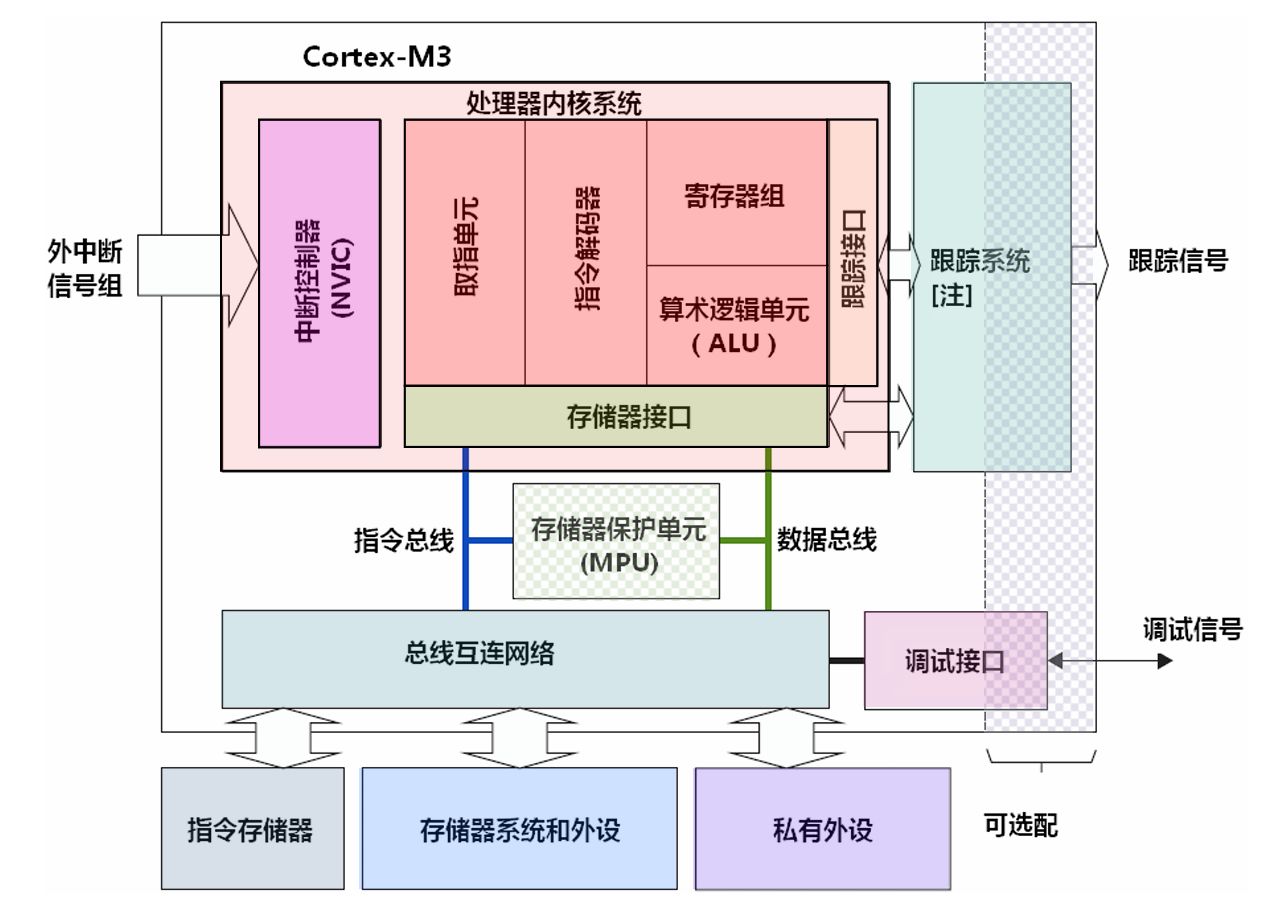 Cortex-M3
处理器内核系统
外中断
信号组
中断控制器
(NVIC)
取指单元
指令解码器
寄存器组
算术逻辑单元
( ALU )
跟踪接口
存储器接口
跟踪系统
[注]
跟踪信号
指令总线
存储器保护单元
(MPU)
数据总线
总线互连网络
调试接口
调试信号
指令存储器
存储器系统和外设
私有外设
可选配